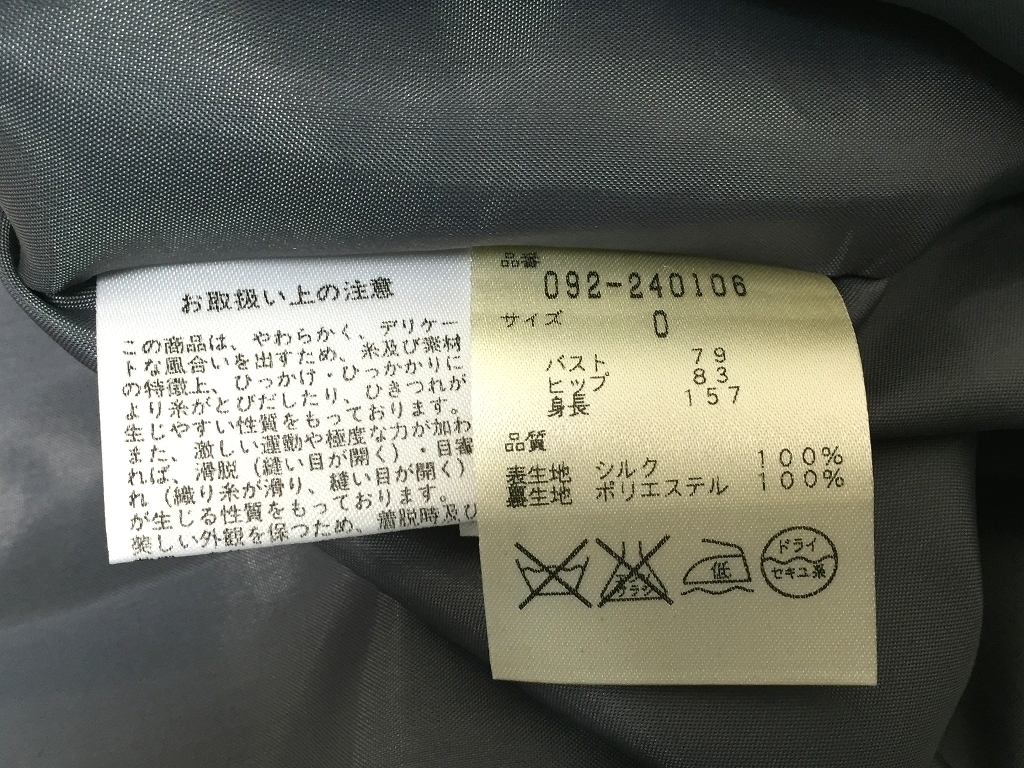 お取扱い上の注意
この商品は、やわらかく、デリケー
トな風合いを出すため、糸及び素材
の特徴上、ひっかけ・ひっかかりに
より糸がとびだしたり、ひきつれが
生じやすい性質をもっております。
また、激しい運動や極度な力が加わ
れば、滑脱（縫い目が開く）・目寄
れ（織り糸が滑り、縫い目が開く）
が生じる性質をもっております。
美しい外観を保つため、着脱時及び
品番
092-240106
サイズ 0
バスト 79
ヒップ 83
身長 157
品質
表生地 シルク 100%
裏生地 ポリエステル 100%
低
ドライ
セキユ系